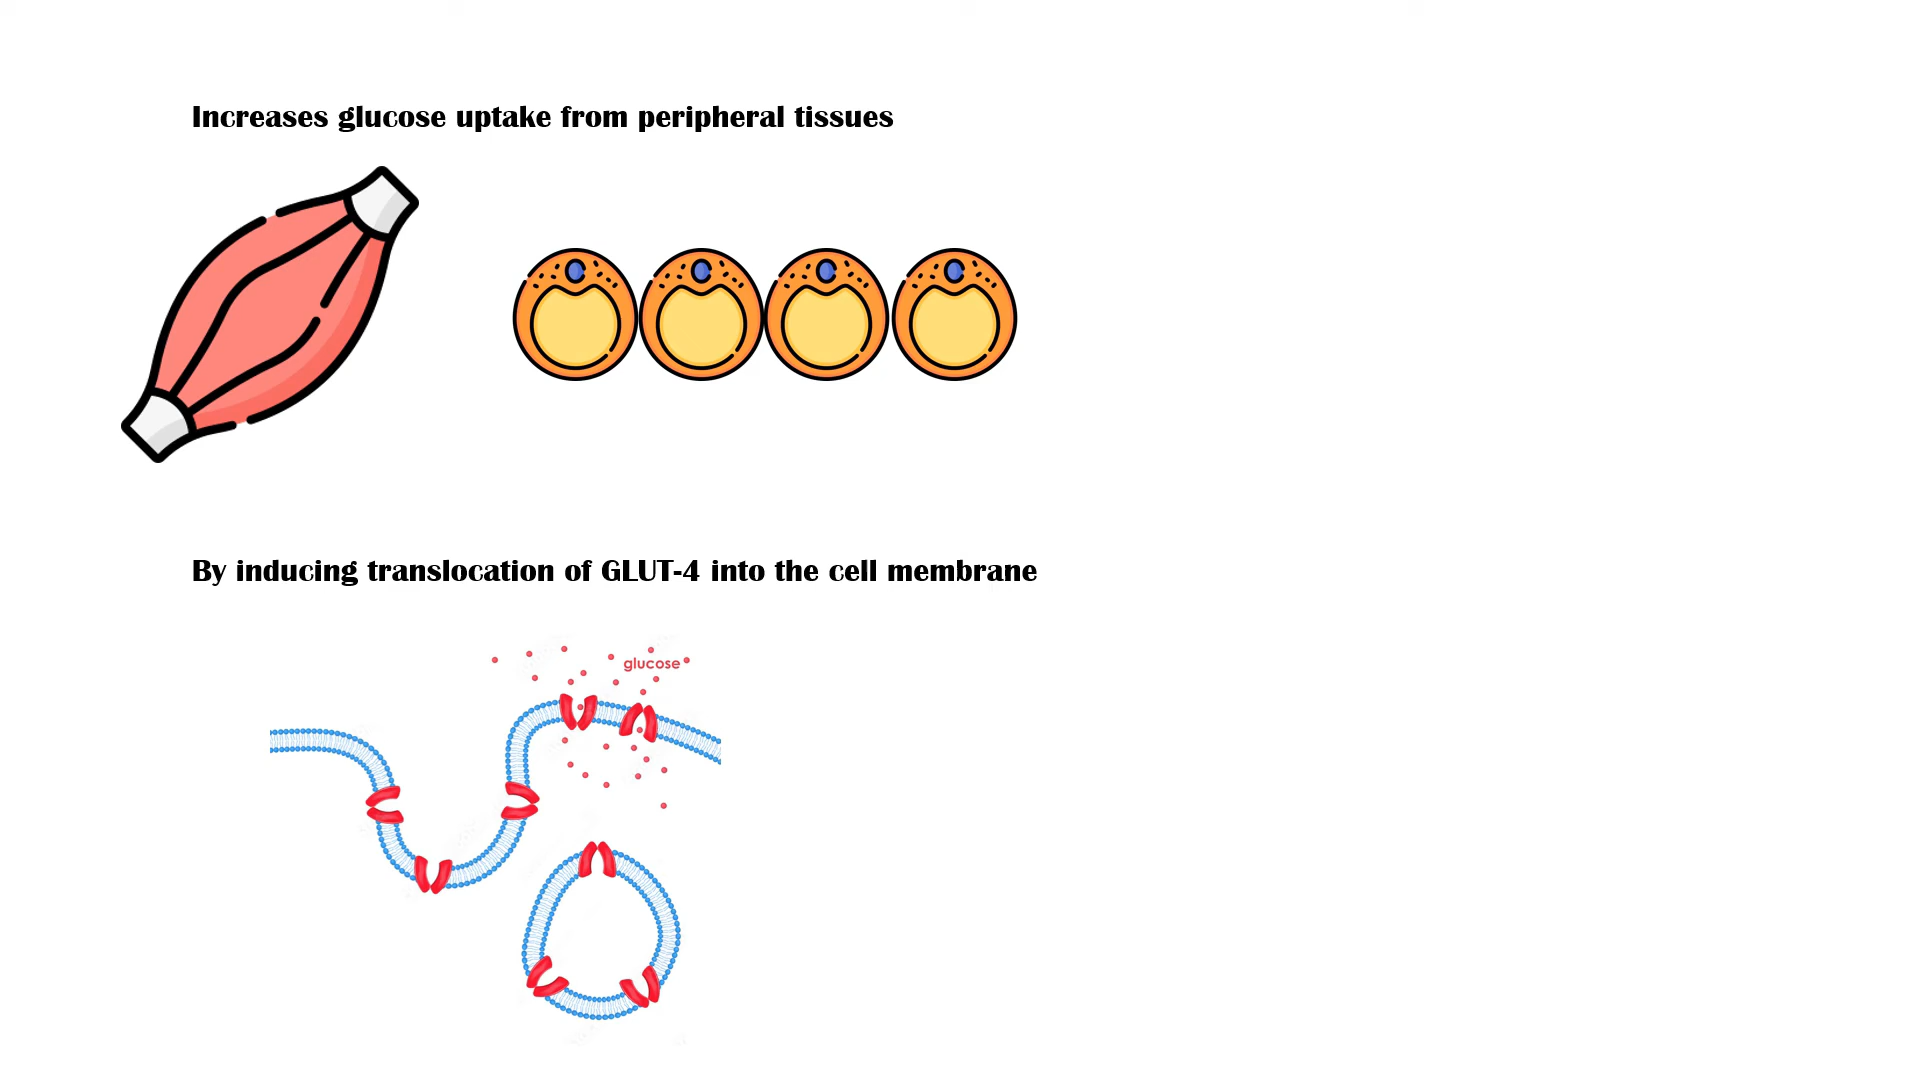 Increases glucose uptake from peripheral tissues
By inducing translocation of GLUT-4 into the cell membrane
glucose